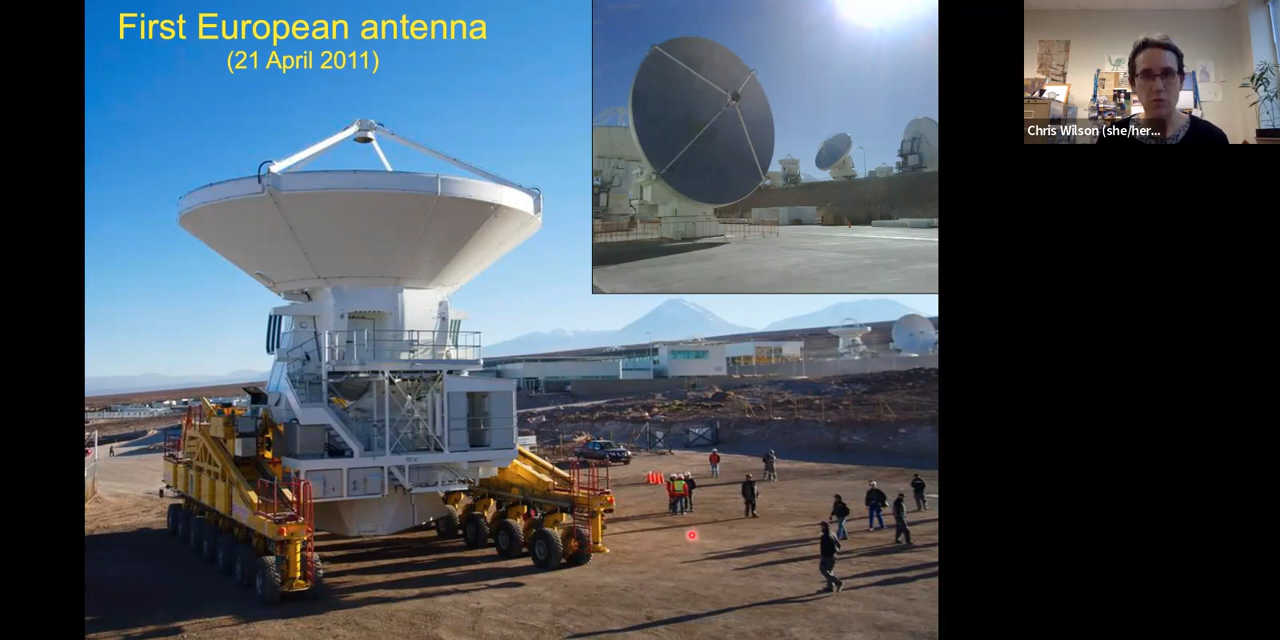 First European antenna
(21 April 2011)
Chris Wilson (she/her...